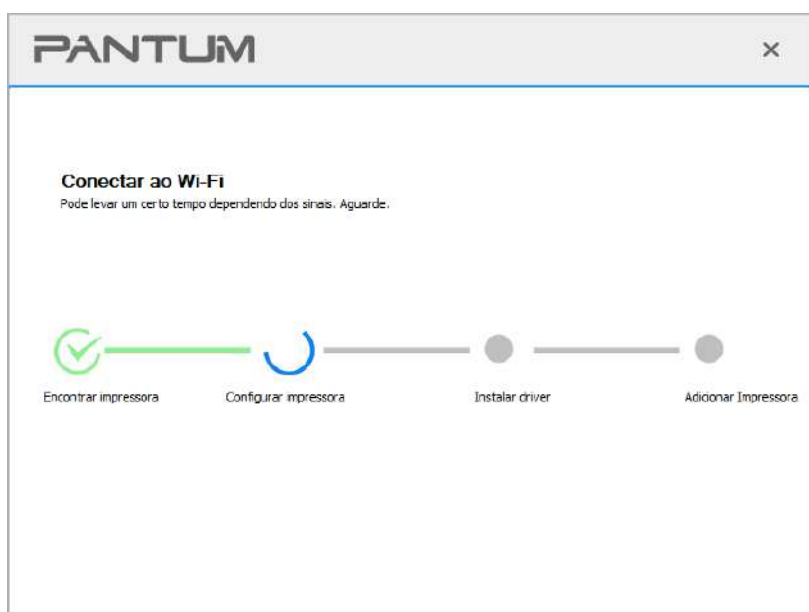 PANTUM
Conectar ao Wi-Fi
Pode levar um certo tempo dependendo dos sinais. Aguarde.
Encontrar impressora
Configurar impressora
Instalar driver
Adicionar Impressora